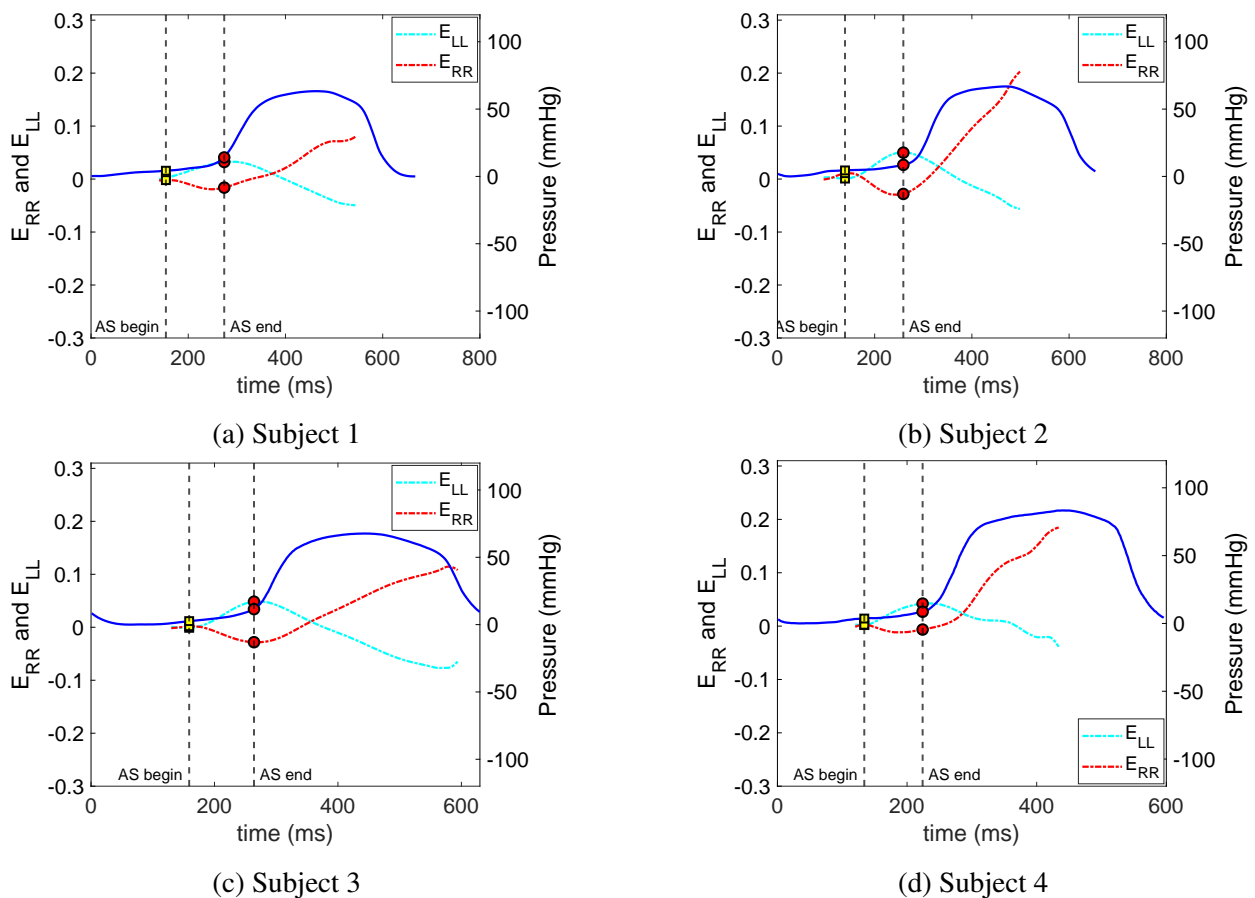 0.3
0.2
0.1
0
-0.1
-0.2
-0.3
E_RR and E_LL
100
50
0
-50
-100
Pressure (mmHg)
E_LL
E_RR
AS begin
AS end
0 200 400 600 800
time (ms)
(a) Subject 1
0.3
0.2
0.1
0
-0.1
-0.2
-0.3
E_RR and E_LL
100
50
0
-50
-100
Pressure (mmHg)
E_LL
E_RR
AS begin
AS end
0 200 400 600 800
time (ms)
(b) Subject 2
0.3
0.2
0.1
0
-0.1
-0.2
-0.3
E_RR and E_LL
100
50
0
-50
-100
Pressure (mmHg)
E_LL
E_RR
AS begin
AS end
0 200 400 600
time (ms)
(c) Subject 3
0.3
0.2
0.1
0
-0.1
-0.2
-0.3
E_RR and E_LL
100
50
0
-50
-100
Pressure (mmHg)
E_LL
E_RR
AS begin
AS end
0 200 400 600
time (ms)
(d) Subject 4